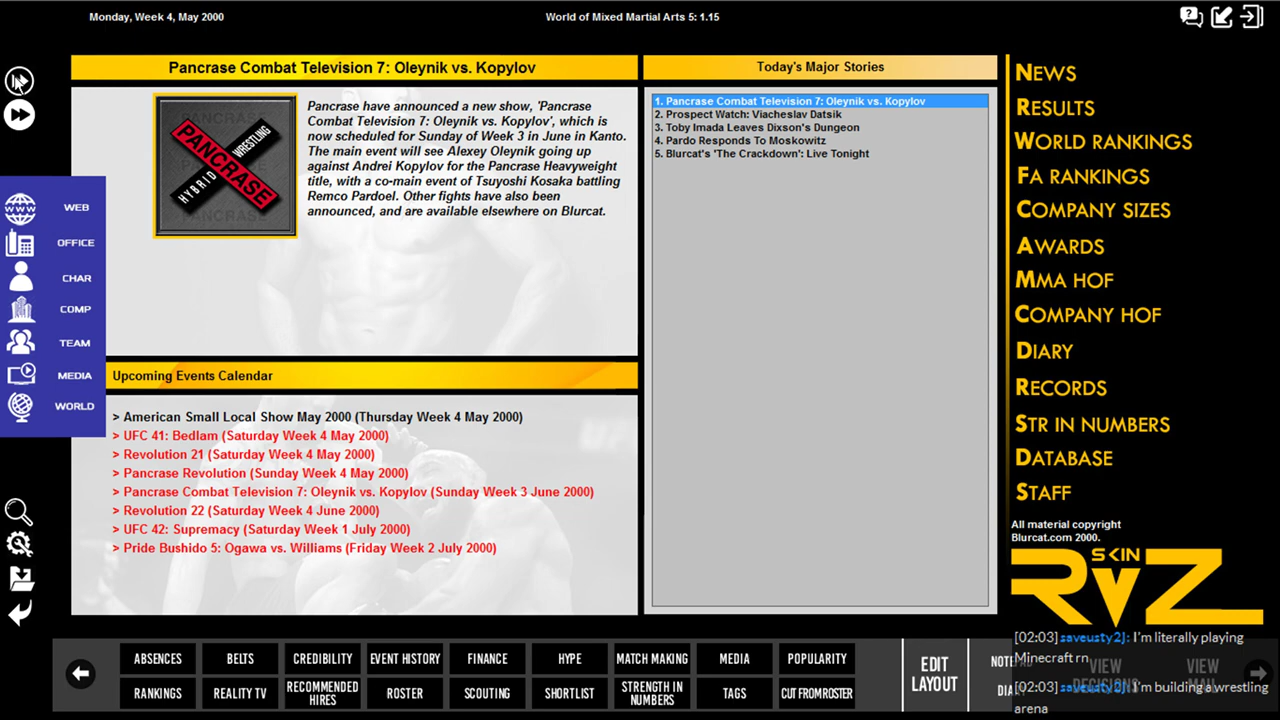 Monday, Week 4, May 2000
World of Mixed Martial Arts 5: 1.15
Pancrase Combat Television 7: Oleynik vs. Kopylov
PANCRASE
HYBRID WRESTLING
Pancrase have announced a new show, 'Pancrase
Combat Television 7: Oleynik vs. Kopylov', which is
now scheduled for Sunday of Week 3 in June in Kanto.
The main event will see Alexey Oleynik going up
against Andrei Kopylov for the Pancrase Heavyweight
title, with a co-main event of Tsuyoshi Kosaka battling
Remco Pardoel. Other fights have also been
announced, and are available elsewhere on Blurcat.
Today's Major Stories
1. Pancrase Combat Television 7: Oleynik vs. Kopylov
2. Prospect Watch: Viacheslav Datsik
3. Toby Imada Leaves Dixson's Dungeon
4. Pardo Responds To Moskowitz
5. Blurcat's 'The Crackdown': Live Tonight
WWW
WEB
OFFICE
CHAR
COMP
TEAM
MEDIA
WORLD
Upcoming Events Calendar
> American Small Local Show May 2000 (Thursday Week 4 May 2000)
> UFC 41: Bedlam (Saturday Week 4 May 2000)
> Revolution 21 (Saturday Week 4 May 2000)
> Pancrase Revolution (Sunday Week 4 May 2000)
> Pancrase Combat Television 7: Oleynik vs. Kopylov (Sunday Week 3 June 2000)
> Revolution 22 (Saturday Week 4 June 2000)
> UFC 42: Supremacy (Saturday Week 1 July 2000)
> Pride Bushido 5: Ogawa vs. Williams (Friday Week 2 July 2000)
NEWS
RESULTS
WORLD RANKINGS
FA RANKINGS
COMPANY SIZES
AWARDS
MMA HOF
COMPANY HOF
DIARY
RECORDS
STR IN NUMBERS
DATABASE
STAFF
All material copyright
Blurcat.com 2000.
SKIN
RVZ
ABSENCES BELTS CREDIBILITY EVENT HISTORY FINANCE HYPE MATCH MAKING MEDIA POPULARITY
RANKINGS REALITY TV RECOMMENDED HIRES ROSTER SCOUTING SHORTLIST STRENGTH IN NUMBERS TAGS CUT FROM ROSTER
EDIT LAYOUT
VIEW DECISIONS
VIEW
[02:03] saveusty2J: I'm literally playing
Minecraft rn
[02:03] saveusty2J: I'm building a wrestling
arena